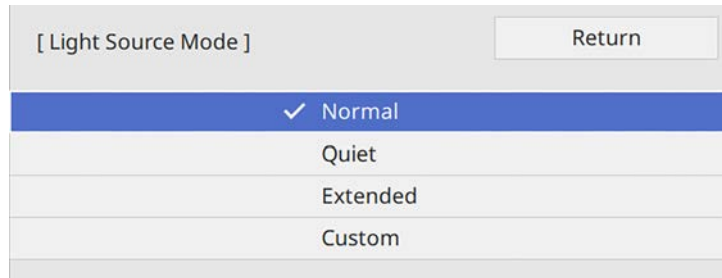 [ Light Source Mode ]
Return
Normal
Quiet
Extended
Custom